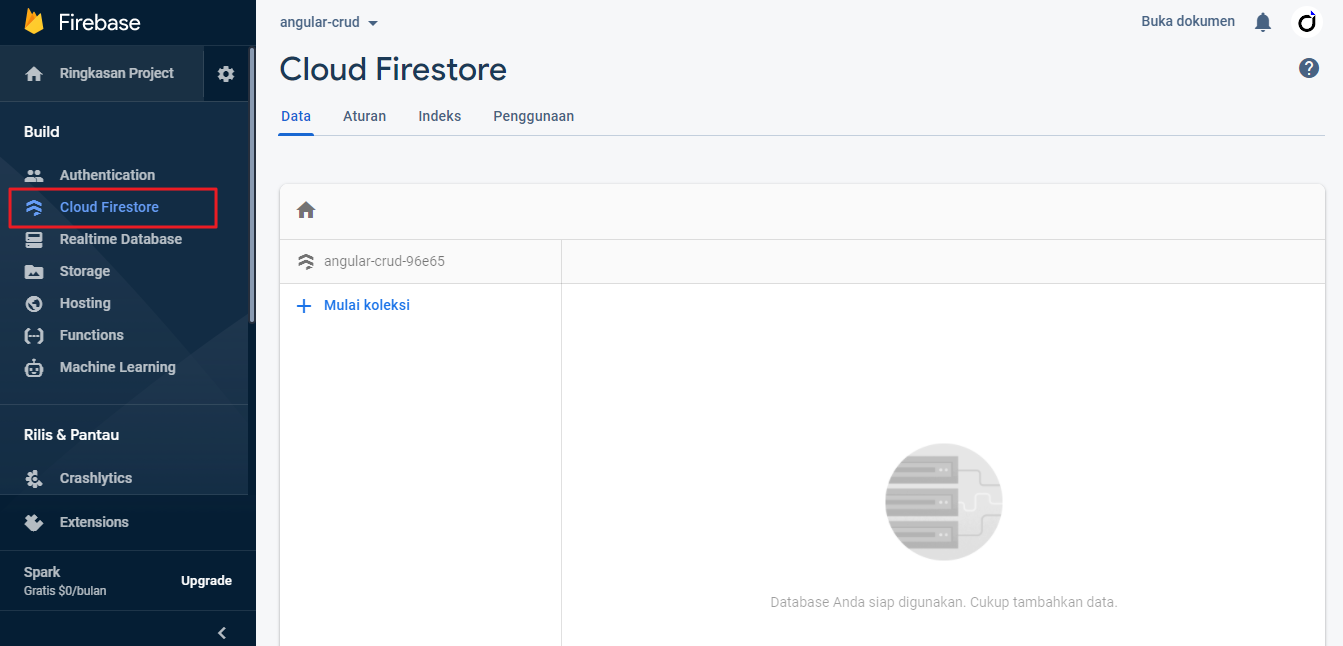 Firebase
Ringkasan Project
Build
Authentication
Cloud Firestore
Realtime Database
Storage
Hosting
Functions
Machine Learning
Rilis & Pantau
Crashlytics
Extensions
Spark
Gratis $0/bulan
Upgrade
angular-crud
Buka dokumen
Cloud Firestore
?
Data Aturan Indeks Penggunaan
angular-crud-96e65
+ Mulai koleksi
Database Anda siap digunakan. Cukup tambahkan data.